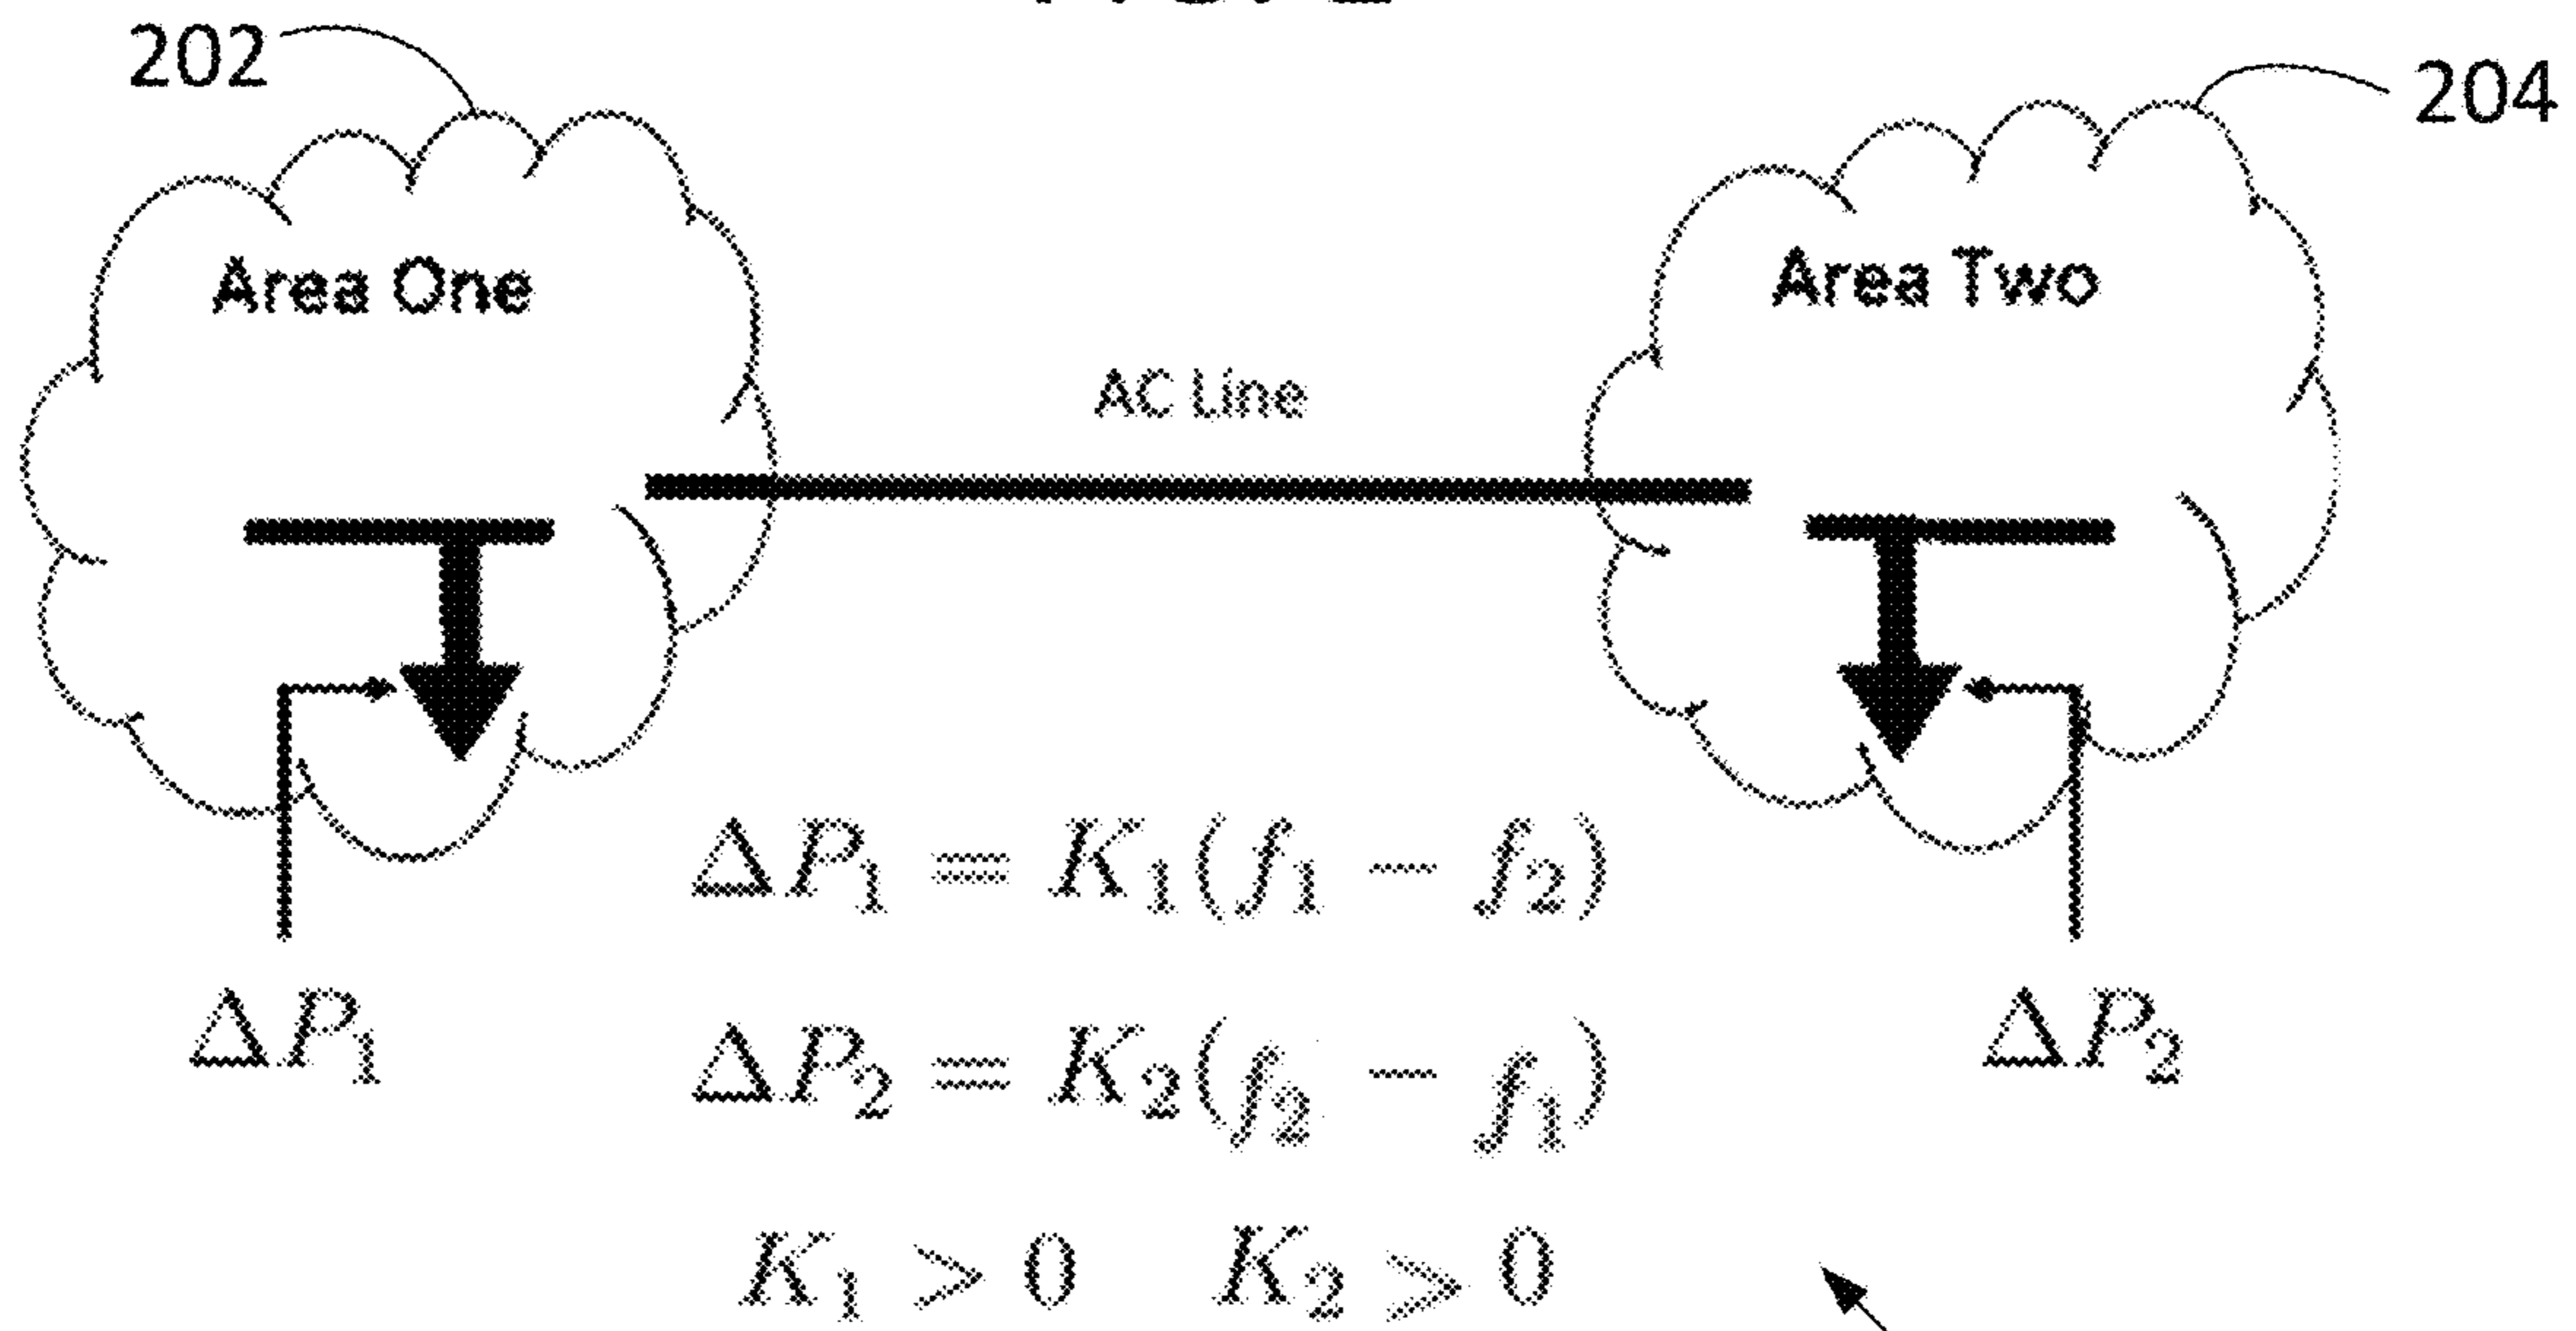 202
204
Area One
Area Two
AC Line
ΔP₁ = K₁(f₁ − f₂)
ΔP₁
ΔP₂
ΔP₂ = K₂(f₂ − f₁)
K₁ > 0 K₂ > 0